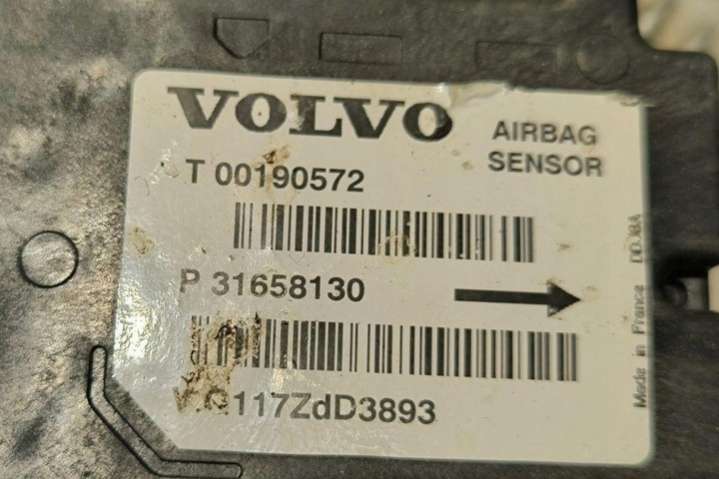 VOLVO
AIRBAG
SENSOR
T 00190572
P 31658130
117ZdD3893
Made in France